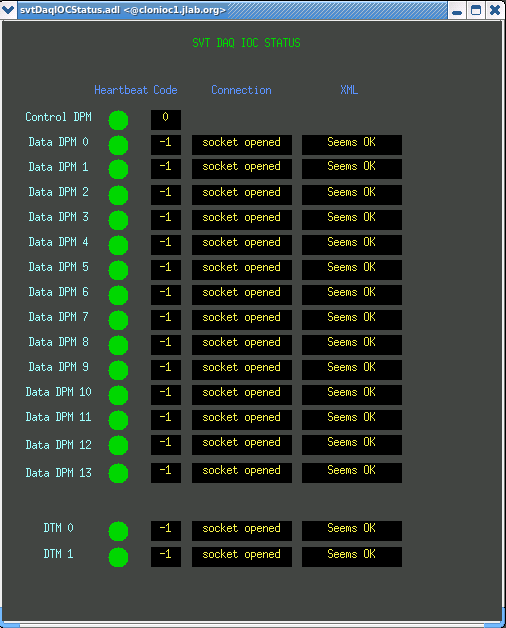 svtDaqIOCStatus.adl <@clonioc1.jlab.org>
SVT DAQ IOC STATUS
Heartbeat Code Connection XML
Control DPM 0
Data DPM 0 -1 socket opened Seems OK
Data DPM 1 -1 socket opened Seems OK
Data DPM 2 -1 socket opened Seems OK
Data DPM 3 -1 socket opened Seems OK
Data DPM 4 -1 socket opened Seems OK
Data DPM 5 -1 socket opened Seems OK
Data DPM 6 -1 socket opened Seems OK
Data DPM 7 -1 socket opened Seems OK
Data DPM 8 -1 socket opened Seems OK
Data DPM 9 -1 socket opened Seems OK
Data DPM 10 -1 socket opened Seems OK
Data DPM 11 -1 socket opened Seems OK
Data DPM 12 -1 socket opened Seems OK
Data DPM 13 -1 socket opened Seems OK
DTM 0 -1 socket opened Seems OK
DTM 1 -1 socket opened Seems OK